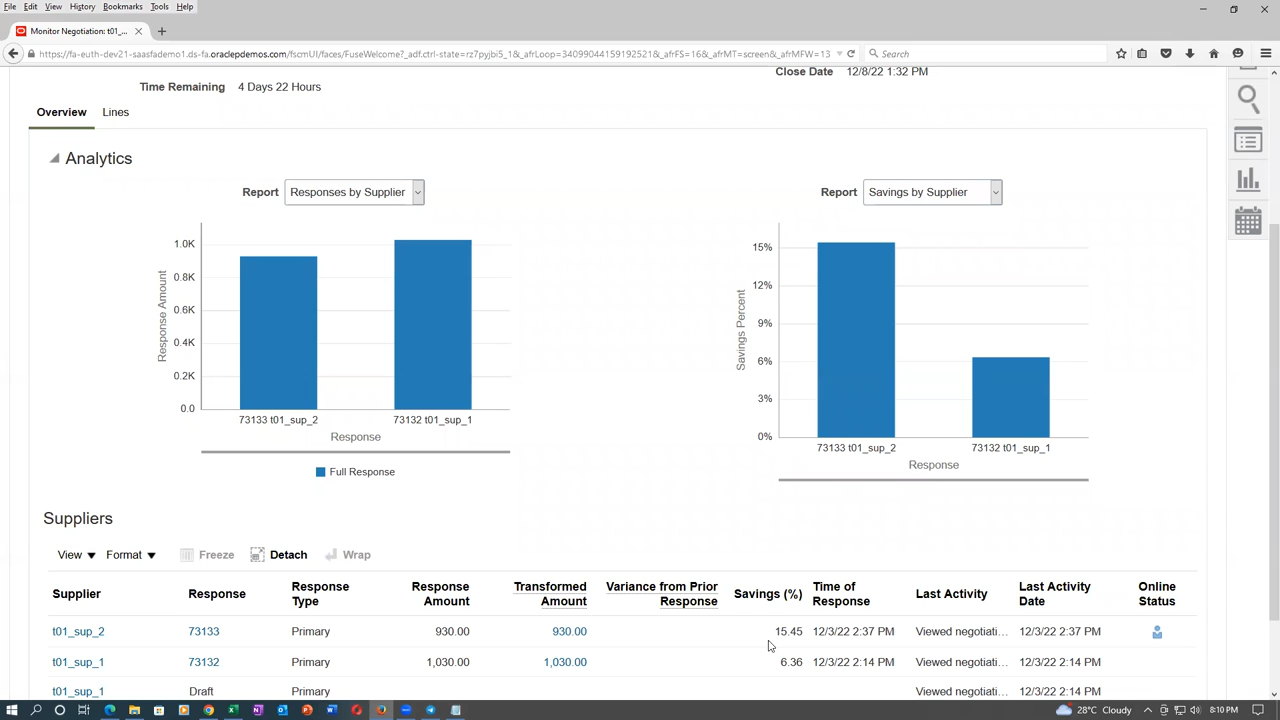 File Edit View History Bookmarks Tools Help
Monitor Negotiation: t01_...
https://fa-euth-dev21-saasfademo1.ds-fa.oraclepdemos.com/fscmUI/faces/FuseWelcome?_adf.ctrl-state=rz7pyjbi5_1&_afrLoop=34099044159192521&_afrFS=16&_afrMT=screen&_afrMFW=13 Search
Close Date 12/8/22 1:32 PM
Time Remaining 4 Days 22 Hours
Overview Lines
Analytics
Report Responses by Supplier Report Savings by Supplier
1.0K
0.8K
0.6K
0.4K
0.2K
0.0
Response Amount
73133 t01_sup_2 73132 t01_sup_1
Response
Full Response
15%
12%
9%
6%
3%
0%
Savings Percent
73133 t01_sup_2 73132 t01_sup_1
Response
Suppliers
View Format Freeze Detach Wrap
Supplier Response Response Type Response Amount Transformed Amount Variance from Prior Response Savings (%) Time of Response Last Activity Last Activity Date Online Status
t01_sup_2 73133 Primary 930.00 930.00 15.45 12/3/22 2:37 PM Viewed negotiati... 12/3/22 2:37 PM
t01_sup_1 73132 Primary 1,030.00 1,030.00 6.36 12/3/22 2:14 PM Viewed negotiati... 12/3/22 2:14 PM
t01_sup_1 Draft Primary Viewed negotiati... 12/3/22 2:14 PM
28°C Cloudy 8:10 PM